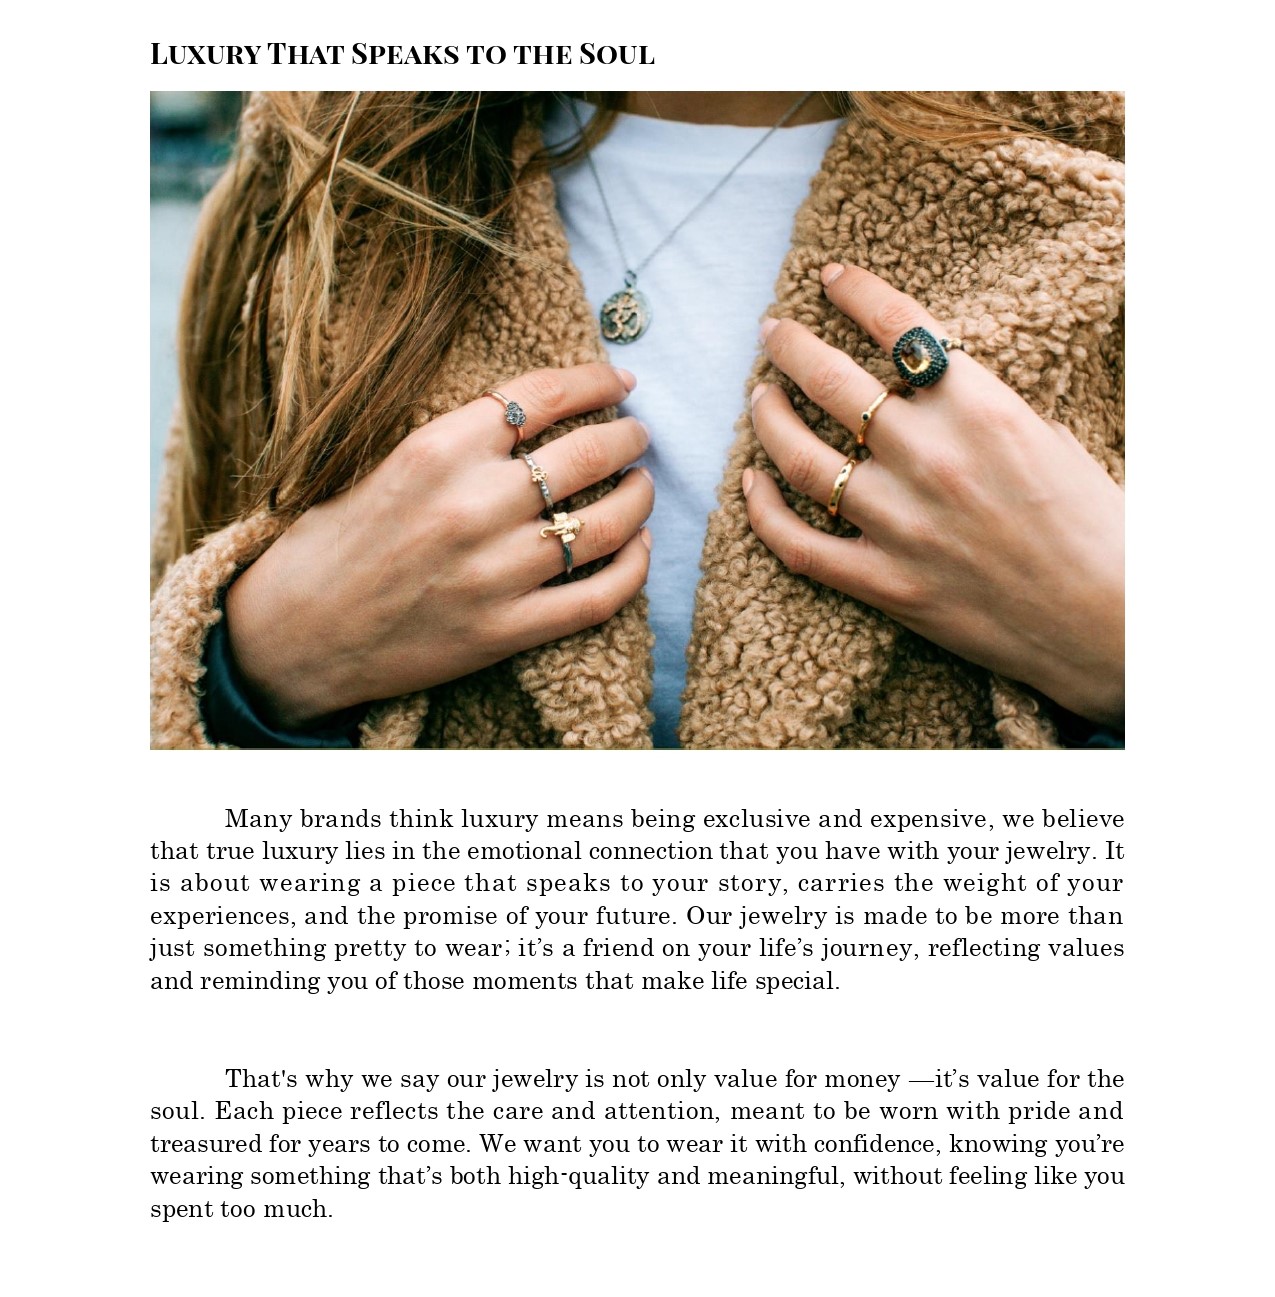 Luxury That Speaks to the Soul
Many brands think luxury means being exclusive and expensive, we believe
that true luxury lies in the emotional connection that you have with your jewelry. It
is about wearing a piece that speaks to your story, carries the weight of your
experiences, and the promise of your future. Our jewelry is made to be more than
just something pretty to wear; it’s a friend on your life’s journey, reflecting values
and reminding you of those moments that make life special.
That's why we say our jewelry is not only value for money —it’s value for the
soul. Each piece reflects the care and attention, meant to be worn with pride and
treasured for years to come. We want you to wear it with confidence, knowing you’re
wearing something that’s both high-quality and meaningful, without feeling like you
spent too much.